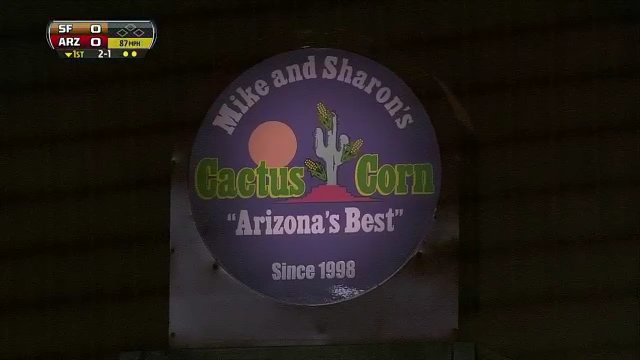 SF 0
ARZ 0 87MPH
1ST 2-1
Mike and Sharon's
Cactus Corn
"Arizona's Best"
Since 1998